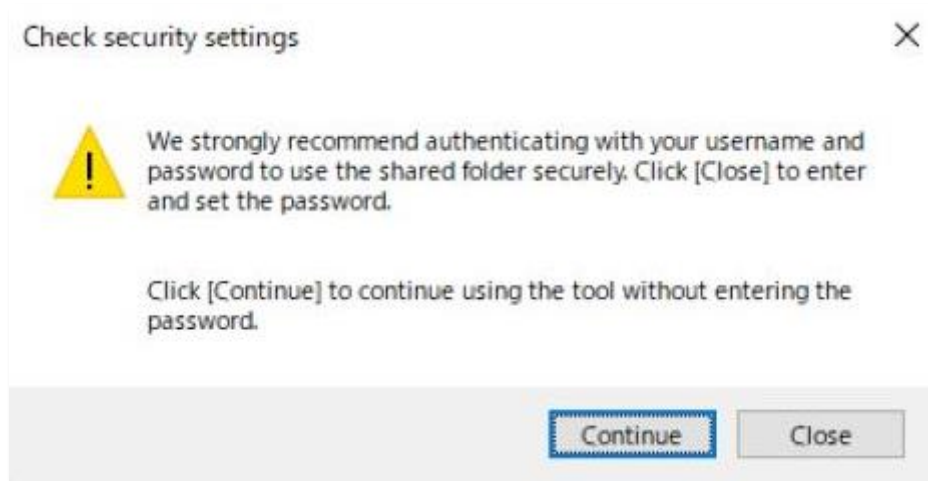 Check security settings
We strongly recommend authenticating with your username and
password to use the shared folder securely. Click [Close] to enter
and set the password.
Click [Continue] to continue using the tool without entering the
password.
Continue
Close